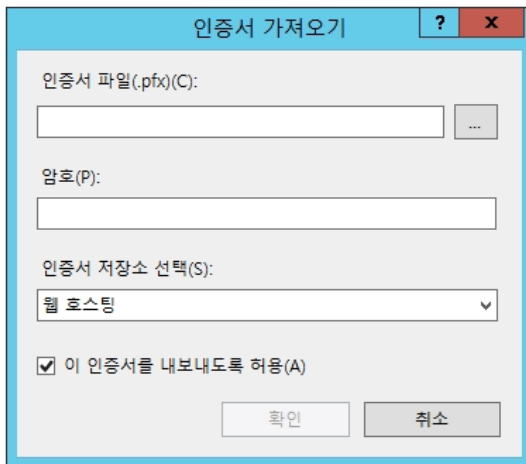 인증서 가져오기
?
x
인증서 파일(.pfx)(C):
...
암호(P):
인증서 저장소 선택(S):
웹 호스팅
이 인증서를 내보내도록 허용(A)
확인
취소